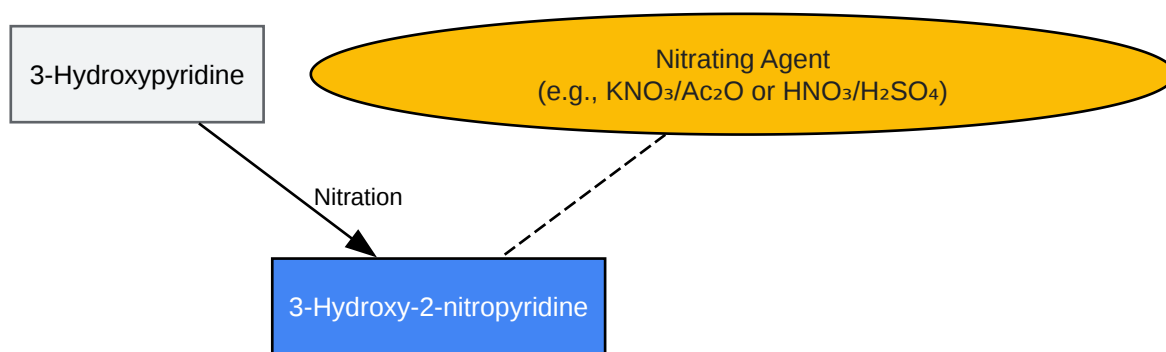 3-Hydroxypyridine
Nitrating Agent
(e.g., KNO₃/Ac₂O or HNO₃/H₂SO₄)
Nitration
3-Hydroxy-2-nitropyridine